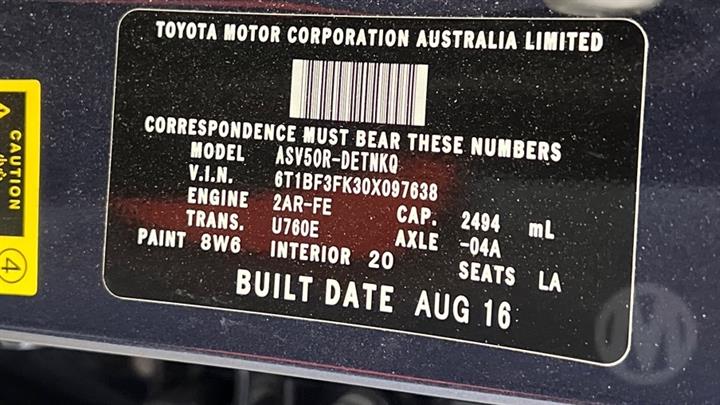 TOYOTA MOTOR CORPORATION AUSTRALIA LIMITED
CORRESPONDENCE MUST BEAR THESE NUMBERS
MODEL ASV50R-DETNKQ
V.I.N. 6T1BF3FK30X097638
ENGINE 2AR-FE CAP. 2494 mL
TRANS. U760E AXLE -04A
PAINT 8W6 INTERIOR 20 SEATS LA
BUILT DATE AUG 16
CAUTION
4